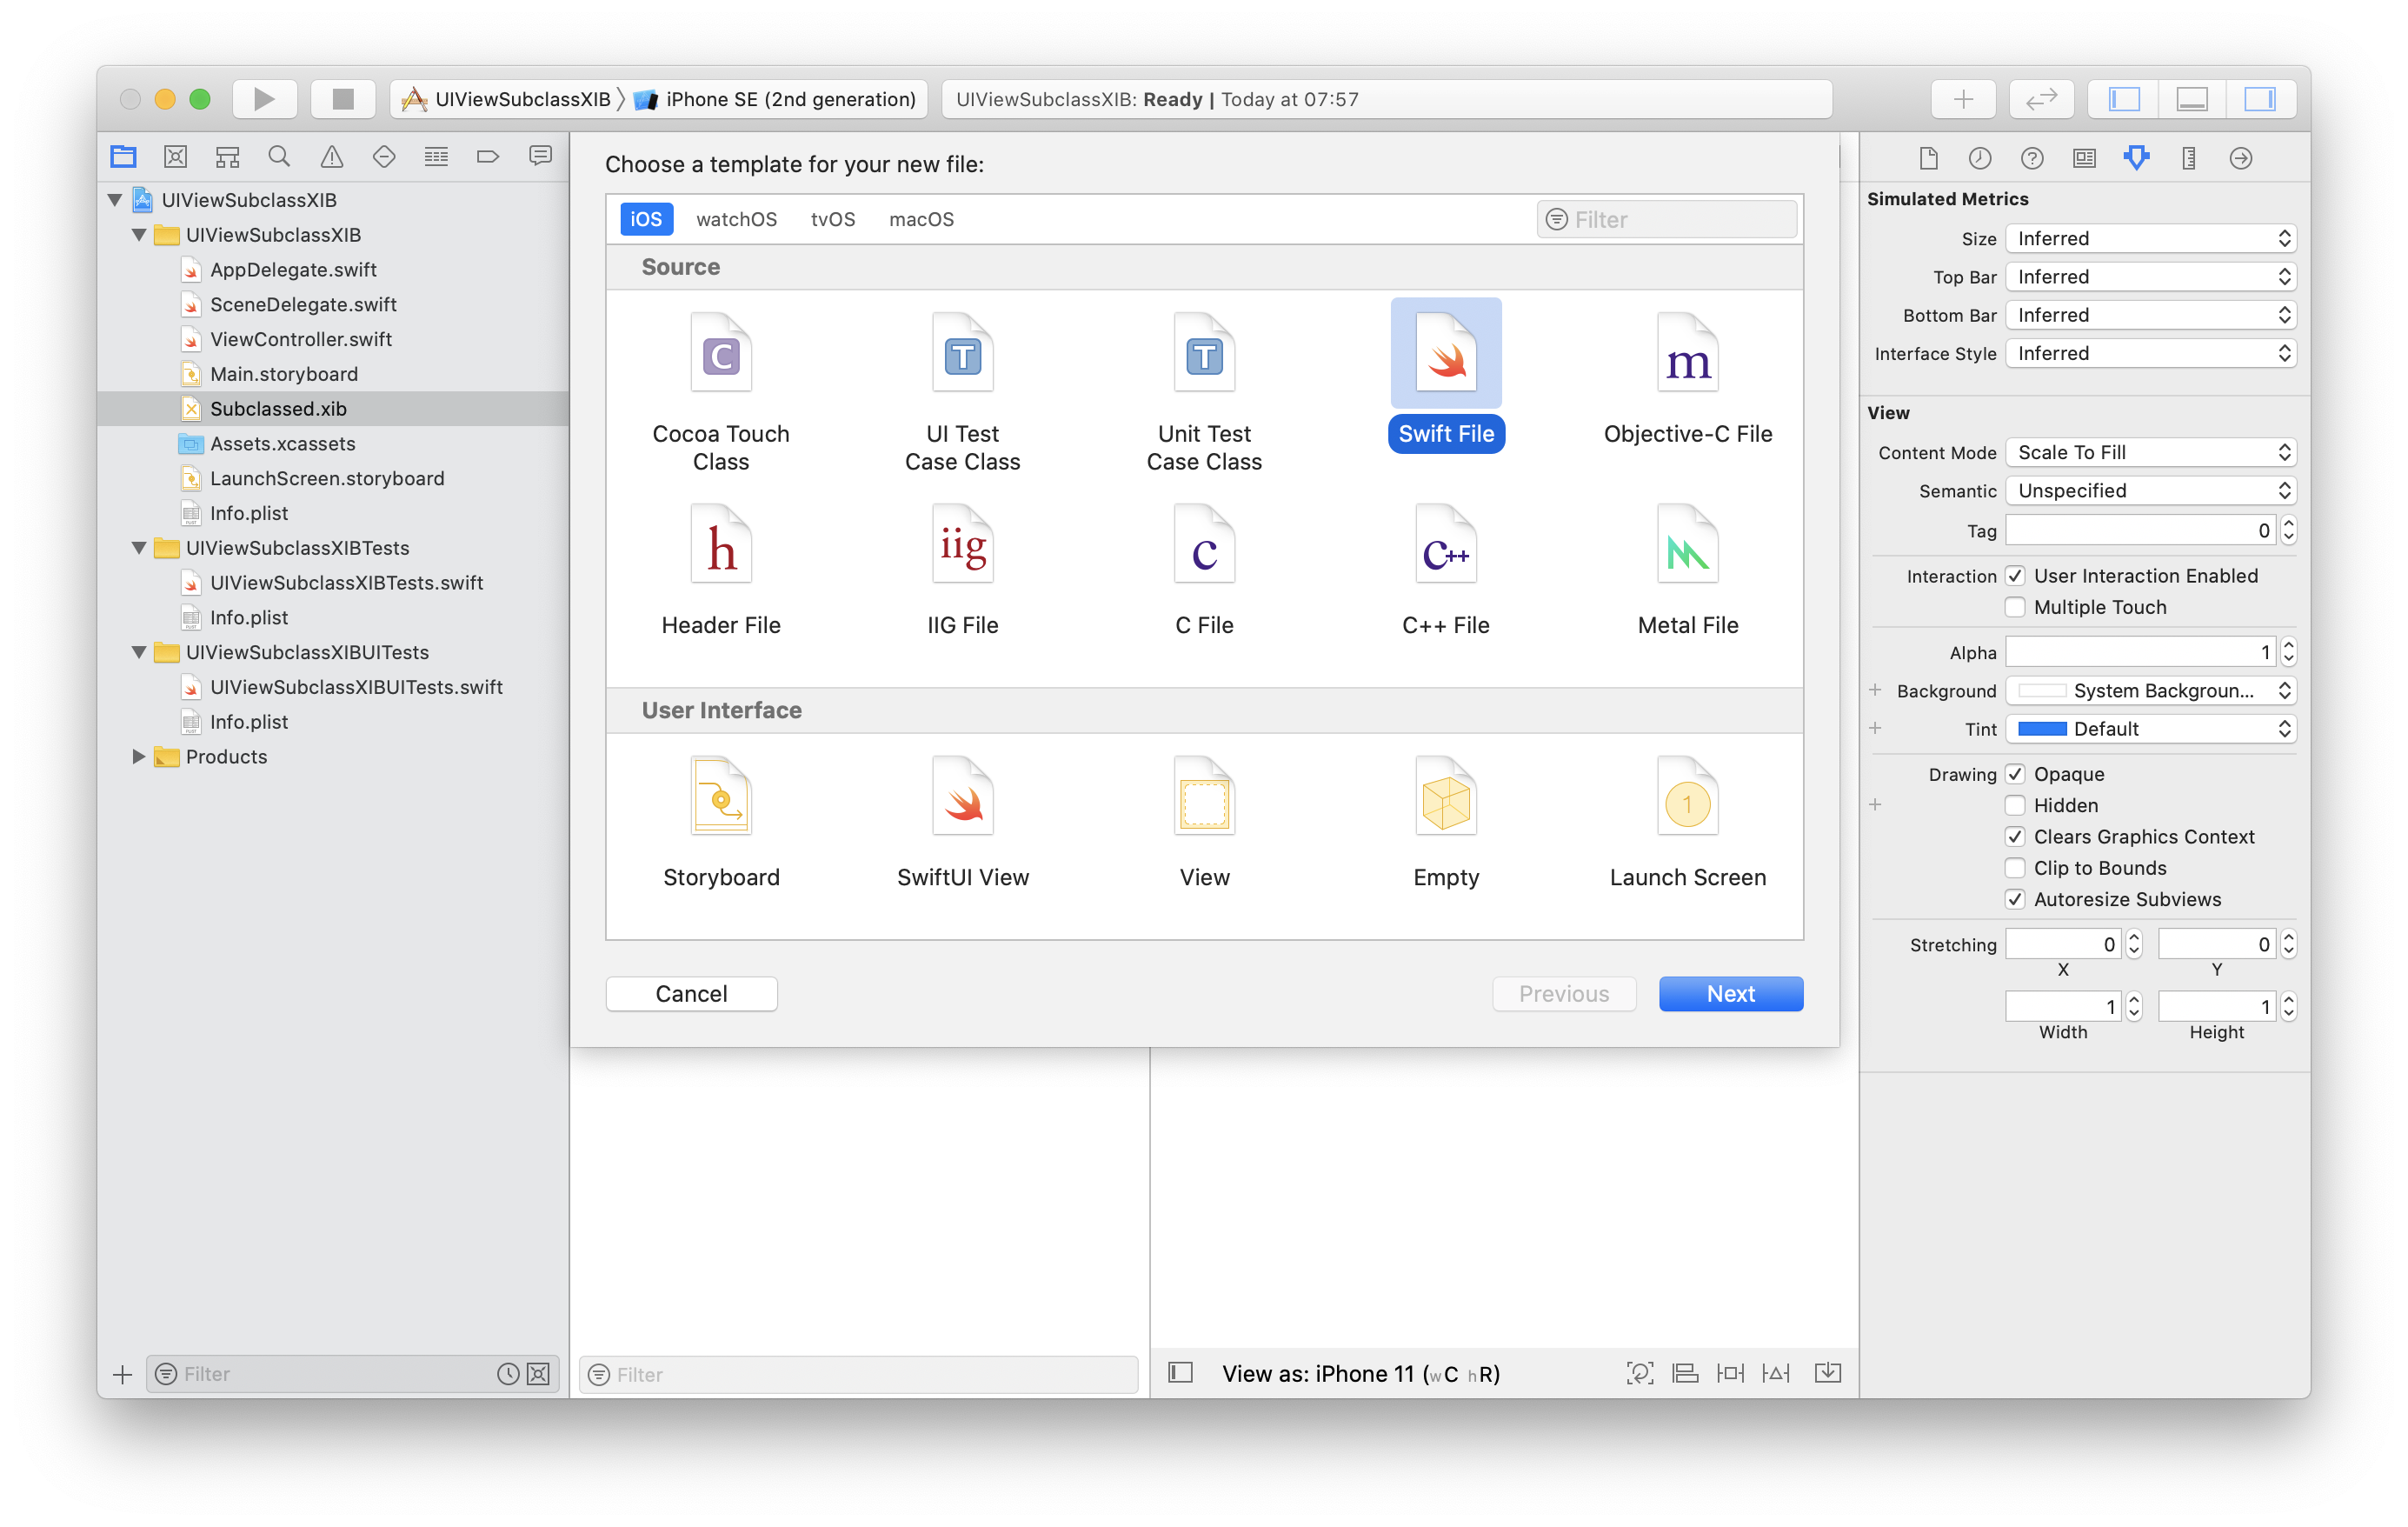 UIViewSubclassXIB
iPhone SE (2nd generation)
UIViewSubclassXIB: Ready | Today at 07:57
UIViewSubclassXIB
UIViewSubclassXIB
AppDelegate.swift
SceneDelegate.swift
ViewController.swift
Main.storyboard
Subclassed.xib
Assets.xcassets
LaunchScreen.storyboard
Info.plist
UIViewSubclassXIBTests
UIViewSubclassXIBTests.swift
Info.plist
UIViewSubclassXIBUITests
UIViewSubclassXIBUITests.swift
Info.plist
Products
Filter
Choose a template for your new file:
iOS watchOS tvOS macOS
Filter
Source
C
T
T
m
Cocoa Touch
Class
UI Test
Case Class
Unit Test
Case Class
Swift File
Objective-C File
h
iig
c
c++
Header File
IIG File
C File
C++ File
Metal File
User Interface
1
Storyboard
SwiftUI View
View
Empty
Launch Screen
Cancel
Previous
Next
Filter
View as: iPhone 11 (wC hR)
Simulated Metrics
Size Inferred
Top Bar Inferred
Bottom Bar Inferred
Interface Style Inferred
View
Content Mode Scale To Fill
Semantic Unspecified
Tag 0
Interaction User Interaction Enabled
Multiple Touch
Alpha 1
+ Background System Backgroun...
+ Tint Default
Drawing Opaque
+ Hidden
Clears Graphics Context
Clip to Bounds
Autoresize Subviews
Stretching 0 0
X Y
1 1
Width Height